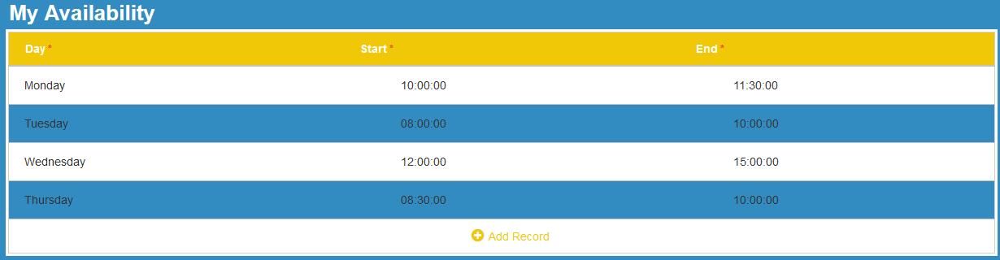 My Availability
Day * Start * End *
Monday 10:00:00 11:30:00
Tuesday 08:00:00 10:00:00
Wednesday 12:00:00 15:00:00
Thursday 08:30:00 10:00:00
Add Record